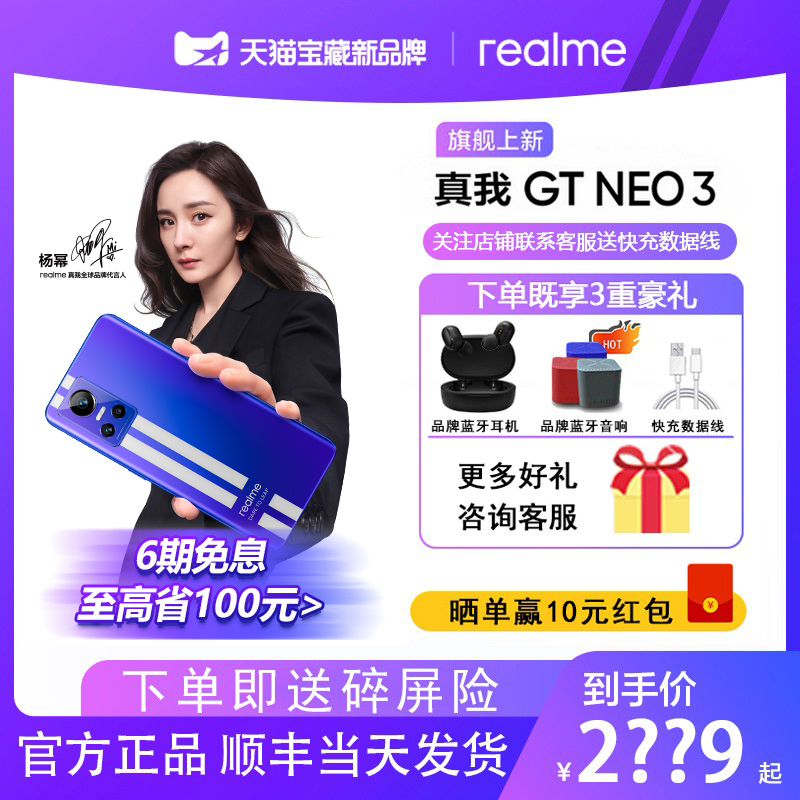 天猫宝藏新品牌
realme
旗舰上新
真我 GT NEO 3
关注店铺联系客服送快充数据线
杨幂
realme 真我全球品牌代言人
下单既享3重豪礼
HOT
品牌蓝牙耳机
品牌蓝牙音响
快充数据线
更多好礼
咨询客服
realme
DARE TO LEAP
6期免息
至高省100元>
晒单赢10元红包
¥
下单即送碎屏险
官方正品 顺丰当天发货
到手价
¥2??9起